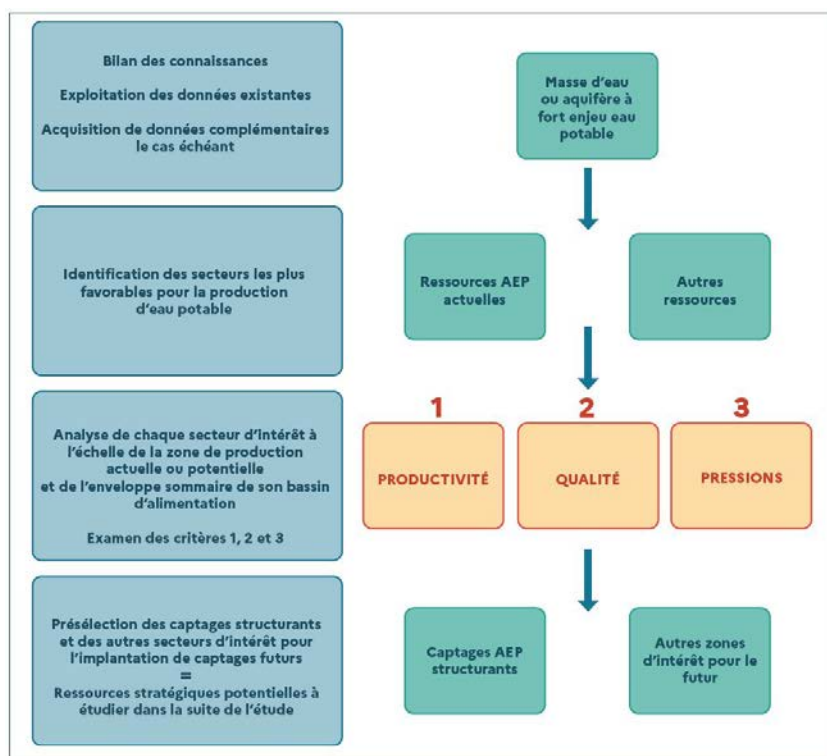 Bilan des connaissances
Exploitation des données existantes
Acquisition de données complémentaires
le cas échéant
Masse d'eau
ou aquifère à
fort enjeu eau
potable
Identification des secteurs les plus
favorables pour la production
d'eau potable
Ressources AEP
actuelles
Autres
ressources
Analyse de chaque secteur d'intérêt à
l'échelle de la zone de production
actuelle ou potentielle
et de l'enveloppe sommaire de son bassin
d'alimentation
Examen des critères 1, 2 et 3
1
PRODUCTIVITÉ
2
QUALITÉ
3
PRESSIONS
Présélection des captages structurants
et des autres secteurs d'intérêt pour
l'implantation de captages futurs
=
Ressources stratégiques potentielles à
étudier dans la suite de l'étude
Captages AEP
structurants
Autres zones
d'intérêt pour le
futur